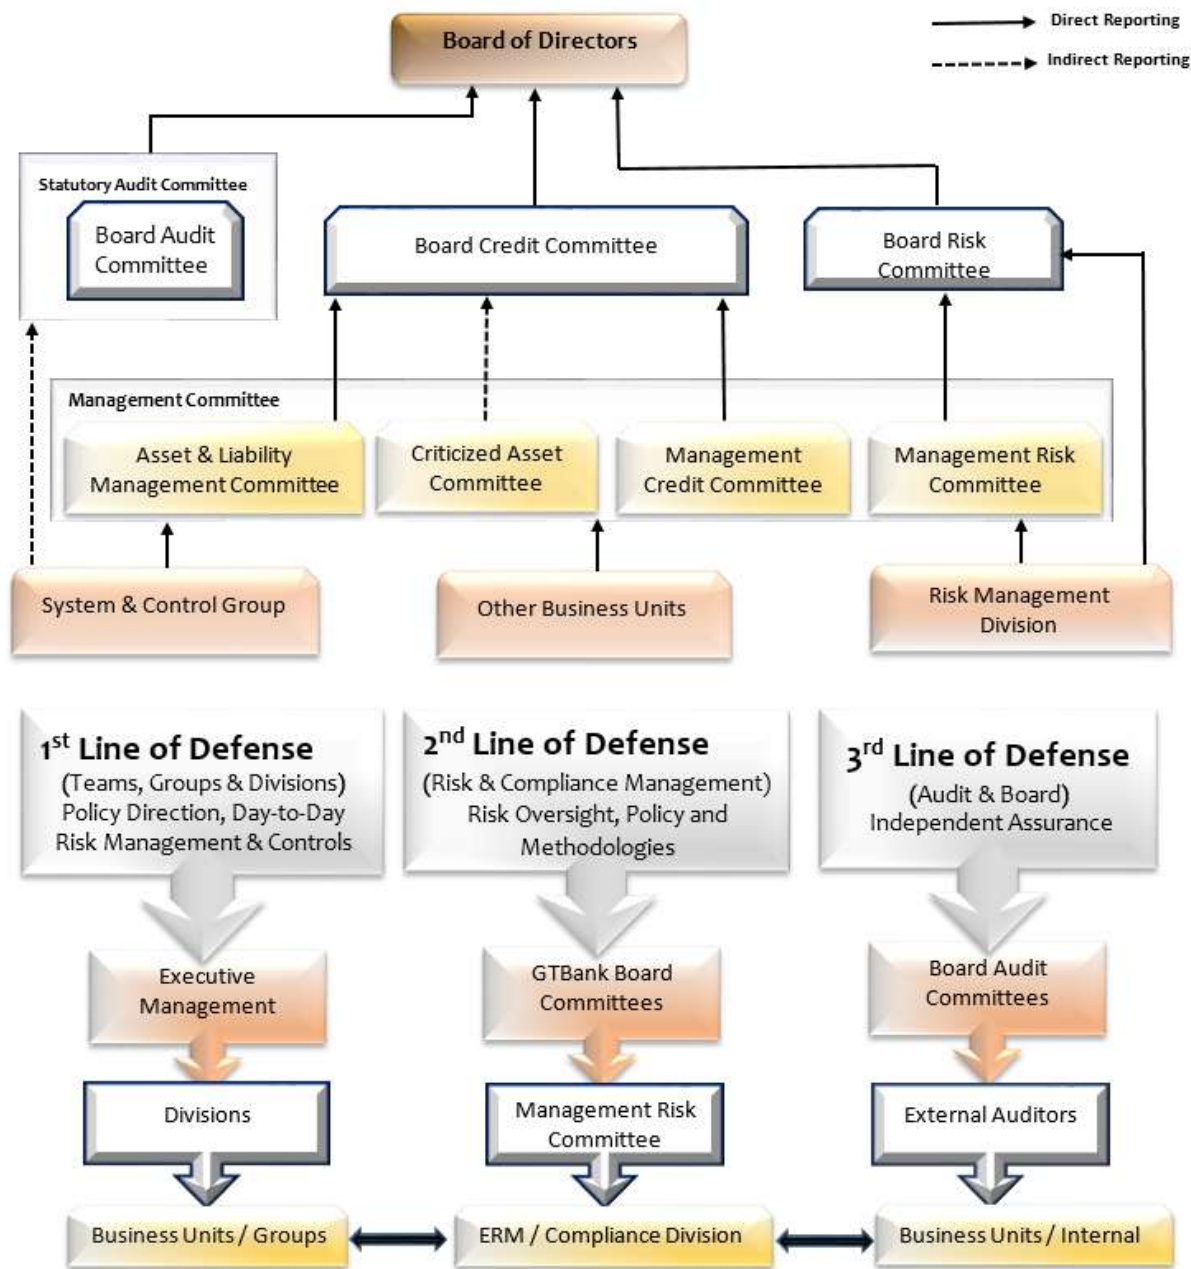 Board of Directors
Direct Reporting
Indirect Reporting
Statutory Audit Committee
Board Audit
Committee
Board Credit Committee
Board Risk
Committee
Management Committee
Asset & Liability
Management Committee
Criticized Asset
Committee
Management
Credit Committee
Management Risk
Committee
System & Control Group
Other Business Units
Risk Management
Division
1st Line of Defense
(Teams, Groups & Divisions)
Policy Direction, Day-to-Day
Risk Management & Controls
2nd Line of Defense
(Risk & Compliance Management)
Risk Oversight, Policy and
Methodologies
3rd Line of Defense
(Audit & Board)
Independent Assurance
Executive
Management
GTBank Board
Committees
Board Audit
Committees
Divisions
Management Risk
Committee
External Auditors
Business Units / Groups
ERM / Compliance Division
Business Units / Internal